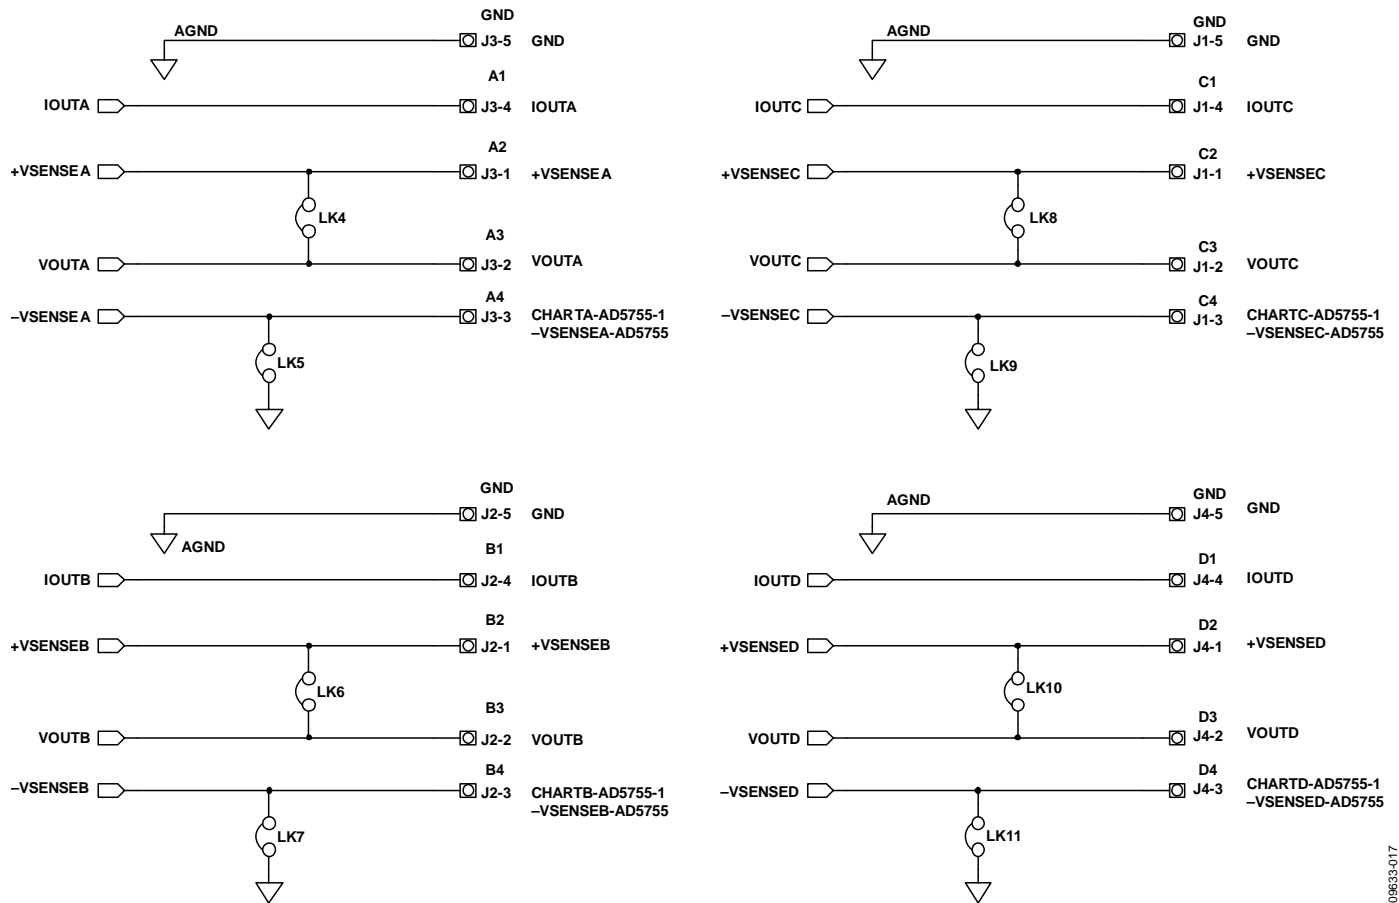 GND
AGND
J3-5 GND
A1
IOUTA J3-4 IOUTA
A2
+VSENSEA J3-1 +VSENSEA
LK4
A3
VOUTA J3-2 VOUTA
A4
–VSENSEA J3-3 CHARTA-AD5755-1
–VSENSEA-AD5755
LK5
GND
AGND
J1-5 GND
C1
IOUTC J1-4 IOUTC
C2
+VSENSEC J1-1 +VSENSEC
LK8
C3
VOUTC J1-2 VOUTC
C4
–VSENSEC J1-3 CHARTC-AD5755-1
–VSENSEC-AD5755
LK9
GND
J2-5 GND
AGND
B1
IOUTB J2-4 IOUTB
B2
+VSENSEB J2-1 +VSENSEB
LK6
B3
VOUTB J2-2 VOUTB
B4
–VSENSEB J2-3 CHARTB-AD5755-1
–VSENSEB-AD5755
LK7
GND
AGND
J4-5 GND
D1
IOUTD J4-4 IOUTD
D2
+VSENSED J4-1 +VSENSED
LK10
D3
VOUTD J4-2 VOUTD
D4
–VSENSED J4-3 CHARTD-AD5755-1
–VSENSED-AD5755
LK11
09633-017